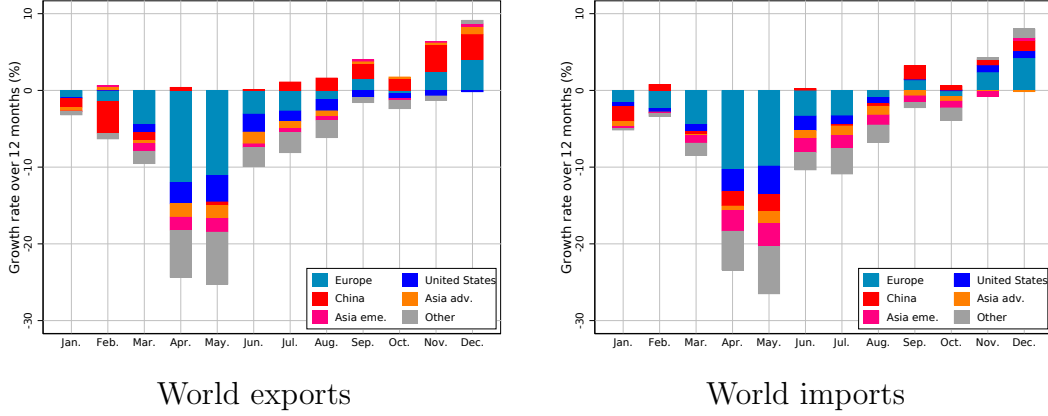 Growth rate over 12 months (%)
10
0
-10
-20
-30
Europe
United States
China
Asia adv.
Asia eme.
Other
Jan. Feb. Mar. Apr. May. Jun. Jul. Aug. Sep. Oct. Nov. Dec.
World exports
Growth rate over 12 months (%)
10
0
-10
-20
-30
Europe
United States
China
Asia adv.
Asia eme.
Other
Jan. Feb. Mar. Apr. May. Jun. Jul. Aug. Sep. Oct. Nov. Dec.
World imports